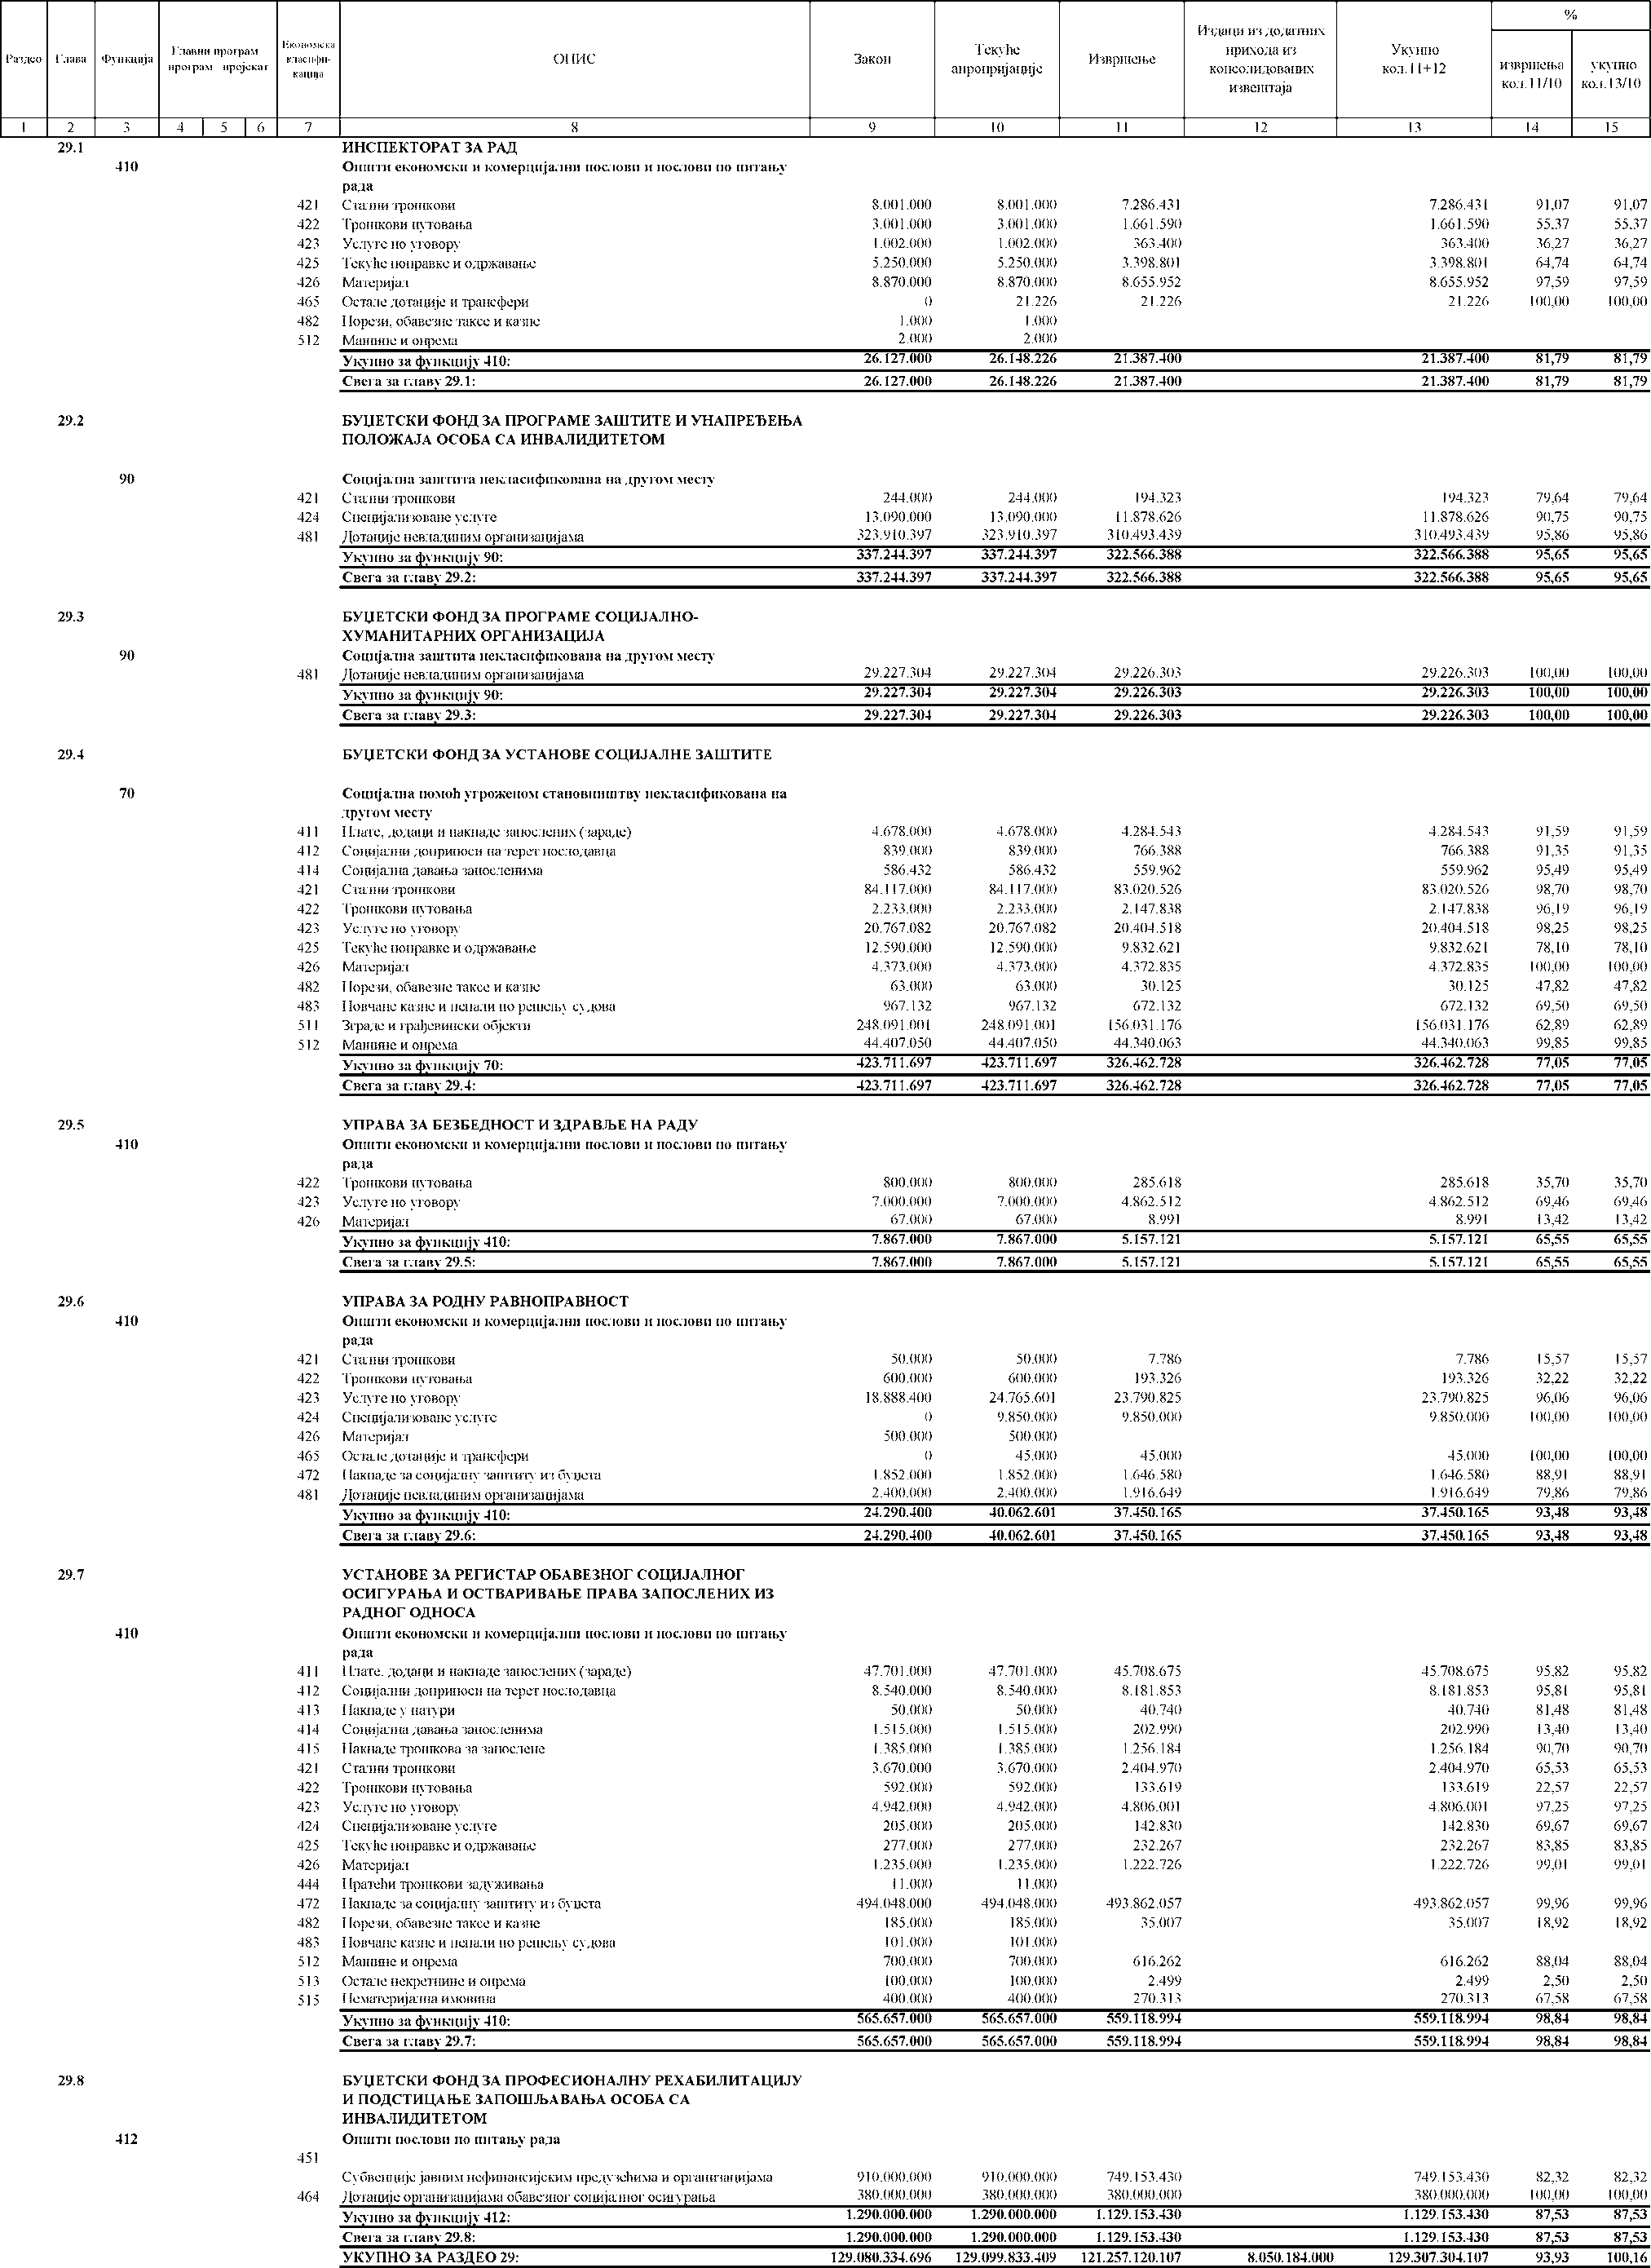 Раздео Глава Функција Главни програм програм пројекат Економска класифи-кација ОПИС Закон Текуће апропријације Извршење Издаци из додатних прихода из консолидованих извештаја Укупно кол.11+12 % извршења кол.11/10 укупно кол.13/10
1 2 3 4 5 6 7 8 9 10 11 12 13 14 15
29.1 ИНСПЕКТОРАТ ЗА РАД
410 Општи економски и комерцијални послови и послови по питању
рада
421 Стални трошкови 8.001.000 8.001.000 7.286.431 7.286.431 91,07 91,07
422 Трошкови путовања 3.001.000 3.001.000 1.661.590 1.661.590 55,37 55,37
423 Услуге по уговору 1.002.000 1.002.000 363.400 363.400 36,27 36,27
425 Текуће поправке и одржавање 5.250.000 5.250.000 3.398.801 3.398.801 64,74 64,74
426 Материјал 8.870.000 8.870.000 8.655.952 8.655.952 97,59 97,59
465 Остале дотације и трансфери 0 21.226 21.226 21.226 100,00 100,00
482 Порези, обавезне таксе и казне 1.000 1.000
512 Машине и опрема 2.000 2.000
Укупно за функцију 410: 26.127.000 26.148.226 21.387.400 21.387.400 81,79 81,79
Свега за главу 29.1: 26.127.000 26.148.226 21.387.400 21.387.400 81,79 81,79
29.2 БУЏЕТСКИ ФОНД ЗА ПРОГРАМЕ ЗАШТИТЕ И УНАПРЕЂЕЊА
ПОЛОЖАЈА ОСОБА СА ИНВАЛИДИТЕТОМ
90 Социјална заштита некласификована на другом месту
421 Стални трошкови 244.000 244.000 194.323 194.323 79,64 79,64
424 Специјализоване услуге 13.090.000 13.090.000 11.878.626 11.878.626 90,75 90,75
481 Дотације невладиним организацијама 323.910.397 323.910.397 310.493.439 310.493.439 95,86 95,86
Укупно за функцију 90: 337.244.397 337.244.397 322.566.388 322.566.388 95,65 95,65
Свега за главу 29.2: 337.244.397 337.244.397 322.566.388 322.566.388 95,65 95,65
29.3 БУЏЕТСКИ ФОНД ЗА ПРОГРАМЕ СОЦИЈАЛНО-
ХУМАНИТАРНИХ ОРГАНИЗАЦИЈА
90 Социјална заштита некласификована на другом месту
481 Дотације невладиним организацијама 29.227.304 29.227.304 29.226.303 29.226.303 100,00 100,00
Укупно за функцију 90: 29.227.304 29.227.304 29.226.303 29.226.303 100,00 100,00
Свега за главу 29.3: 29.227.304 29.227.304 29.226.303 29.226.303 100,00 100,00
29.4 БУЏЕТСКИ ФОНД ЗА УСТАНОВЕ СОЦИЈАЛНЕ ЗАШТИТЕ
70 Социјална помоћ угроженом становништву некласификована на
другом месту
411 Плате, додаци и накнаде запослених (зараде) 4.678.000 4.678.000 4.284.543 4.284.543 91,59 91,59
412 Социјални доприноси на терет послодавца 839.000 839.000 766.388 766.388 91,35 91,35
414 Социјална давања запосленима 586.432 586.432 559.962 559.962 95,49 95,49
421 Стални трошкови 84.117.000 84.117.000 83.020.526 83.020.526 98,70 98,70
422 Трошкови путовања 2.233.000 2.233.000 2.147.838 2.147.838 96,19 96,19
423 Услуге по уговору 20.767.082 20.767.082 20.404.518 20.404.518 98,25 98,25
425 Текуће поправке и одржавање 12.590.000 12.590.000 9.832.621 9.832.621 78,10 78,10
426 Материјал 4.373.000 4.373.000 4.372.835 4.372.835 100,00 100,00
482 Порези, обавезне таксе и казне 63.000 63.000 30.125 30.125 47,82 47,82
483 Новчане казне и пенали по решењу судова 967.132 967.132 672.132 672.132 69,50 69,50
511 Зграде и грађевински објекти 248.091.001 248.091.001 156.031.176 156.031.176 62,89 62,89
512 Машине и опрема 44.407.050 44.407.050 44.340.063 44.340.063 99,85 99,85
Укупно за функцију 70: 423.711.697 423.711.697 326.462.728 326.462.728 77,05 77,05
Свега за главу 29.4: 423.711.697 423.711.697 326.462.728 326.462.728 77,05 77,05
29.5 УПРАВА ЗА БЕЗБЕДНОСТ И ЗДРАВЉЕ НА РАДУ
410 Општи економски и комерцијални послови и послови по питању
рада
422 Трошкови путовања 800.000 800.000 285.618 285.618 35,70 35,70
423 Услуге по уговору 7.000.000 7.000.000 4.862.512 4.862.512 69,46 69,46
426 Материјал 67.000 67.000 8.991 8.991 13,42 13,42
Укупно за функцију 410: 7.867.000 7.867.000 5.157.121 5.157.121 65,55 65,55
Свега за главу 29.5: 7.867.000 7.867.000 5.157.121 5.157.121 65,55 65,55
29.6 УПРАВА ЗА РОДНУ РАВНОПРАВНОСТ
410 Општи економски и комерцијални послови и послови по питању
рада
421 Стални трошкови 50.000 50.000 7.786 7.786 15,57 15,57
422 Трошкови путовања 600.000 600.000 193.326 193.326 32,22 32,22
423 Услуге по уговору 18.888.400 24.765.601 23.790.825 23.790.825 96,06 96,06
424 Специјализоване услуге 0 9.850.000 9.850.000 9.850.000 100,00 100,00
426 Материјал 500.000 500.000
465 Остале дотације и трансфери 0 45.000 45.000 45.000 100,00 100,00
472 Накнаде за социјалну заштиту из буџета 1.852.000 1.852.000 1.646.580 1.646.580 88,91 88,91
481 Дотације невладиним организацијама 2.400.000 2.400.000 1.916.649 1.916.649 79,86 79,86
Укупно за функцију 410: 24.290.400 40.062.601 37.450.165 37.450.165 93,48 93,48
Свега за главу 29.6: 24.290.400 40.062.601 37.450.165 37.450.165 93,48 93,48
29.7 УСТАНОВЕ ЗА РЕГИСТАР ОБАВЕЗНОГ СОЦИЈАЛНОГ
ОСИГУРАЊА И ОСТВАРИВАЊЕ ПРАВА ЗАПОСЛЕНИХ ИЗ
РАДНОГ ОДНОСА
410 Општи економски и комерцијални послови и послови по питању
рада
411 Плате, додаци и накнаде запослених (зараде) 47.701.000 47.701.000 45.708.675 45.708.675 95,82 95,82
412 Социјални доприноси на терет послодавца 8.540.000 8.540.000 8.181.853 8.181.853 95,81 95,81
413 Накнаде у натури 50.000 50.000 40.740 40.740 81,48 81,48
414 Социјална давања запосленима 1.515.000 1.515.000 202.990 202.990 13,40 13,40
415 Накнаде трошкова за запослене 1.385.000 1.385.000 1.256.184 1.256.184 90,70 90,70
421 Стални трошкови 3.670.000 3.670.000 2.404.970 2.404.970 65,53 65,53
422 Трошкови путовања 592.000 592.000 133.619 133.619 22,57 22,57
423 Услуге по уговору 4.942.000 4.942.000 4.806.001 4.806.001 97,25 97,25
424 Специјализоване услуге 205.000 205.000 142.830 142.830 69,67 69,67
425 Текуће поправке и одржавање 277.000 277.000 232.267 232.267 83,85 83,85
426 Материјал 1.235.000 1.235.000 1.222.726 1.222.726 99,01 99,01
444 Пратећи трошкови задуживања 11.000 11.000
472 Накнаде за социјалну заштиту из буџета 494.048.000 494.048.000 493.862.057 493.862.057 99,96 99,96
482 Порези, обавезне таксе и казне 185.000 185.000 35.007 35.007 18,92 18,92
483 Новчане казне и пенали по решењу судова 101.000 101.000
512 Машине и опрема 700.000 700.000 616.262 616.262 88,04 88,04
513 Остале некретнине и опрема 100.000 100.000 2.499 2.499 2,50 2,50
515 Нематеријална имовина 400.000 400.000 270.313 270.313 67,58 67,58
Укупно за функцију 410: 565.657.000 565.657.000 559.118.994 559.118.994 98,84 98,84
Свега за главу 29.7: 565.657.000 565.657.000 559.118.994 559.118.994 98,84 98,84
29.8 БУЏЕТСКИ ФОНД ЗА ПРОФЕСИОНАЛНУ РЕХАБИЛИТАЦИЈУ
И ПОДСТИЦАЊЕ ЗАПОШЉАВАЊА ОСОБА СА
ИНВАЛИДИТЕТОМ
412 Општи послови по питању рада
451
Субвенције јавним нефинансијским предузећима и организацијама 910.000.000 910.000.000 749.153.430 749.153.430 82,32 82,32
464 Дотације организацијама обавезног социјалног осигурања 380.000.000 380.000.000 380.000.000 380.000.000 100,00 100,00
Укупно за функцију 412: 1.290.000.000 1.290.000.000 1.129.153.430 1.129.153.430 87,53 87,53
Свега за главу 29.8: 1.290.000.000 1.290.000.000 1.129.153.430 1.129.153.430 87,53 87,53
УКУПНО ЗА РАЗДЕО 29: 129.080.334.696 129.099.833.409 121.257.120.107 8.050.184.000 129.307.304.107 93,93 100,16